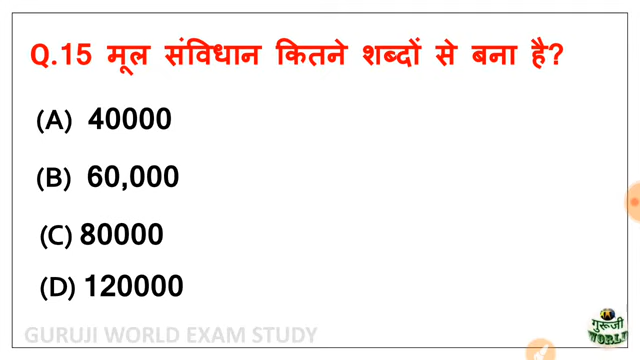 Q.15 मूल संविधान कितने शब्दों से बना है?
(A) 40000
(B) 60,000
(C) 80000
(D) 120000
GURUJI WORLD EXAM STUDY
गुरूजी
WORLD